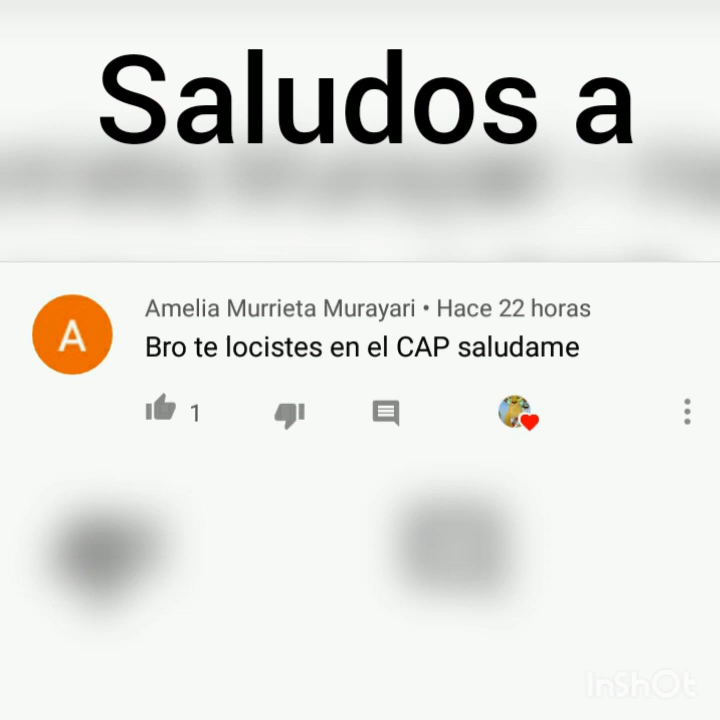 Saludos a
A
Amelia Murrieta Murayari • Hace 22 horas
Bro te locistes en el CAP saludame
1
InShOt